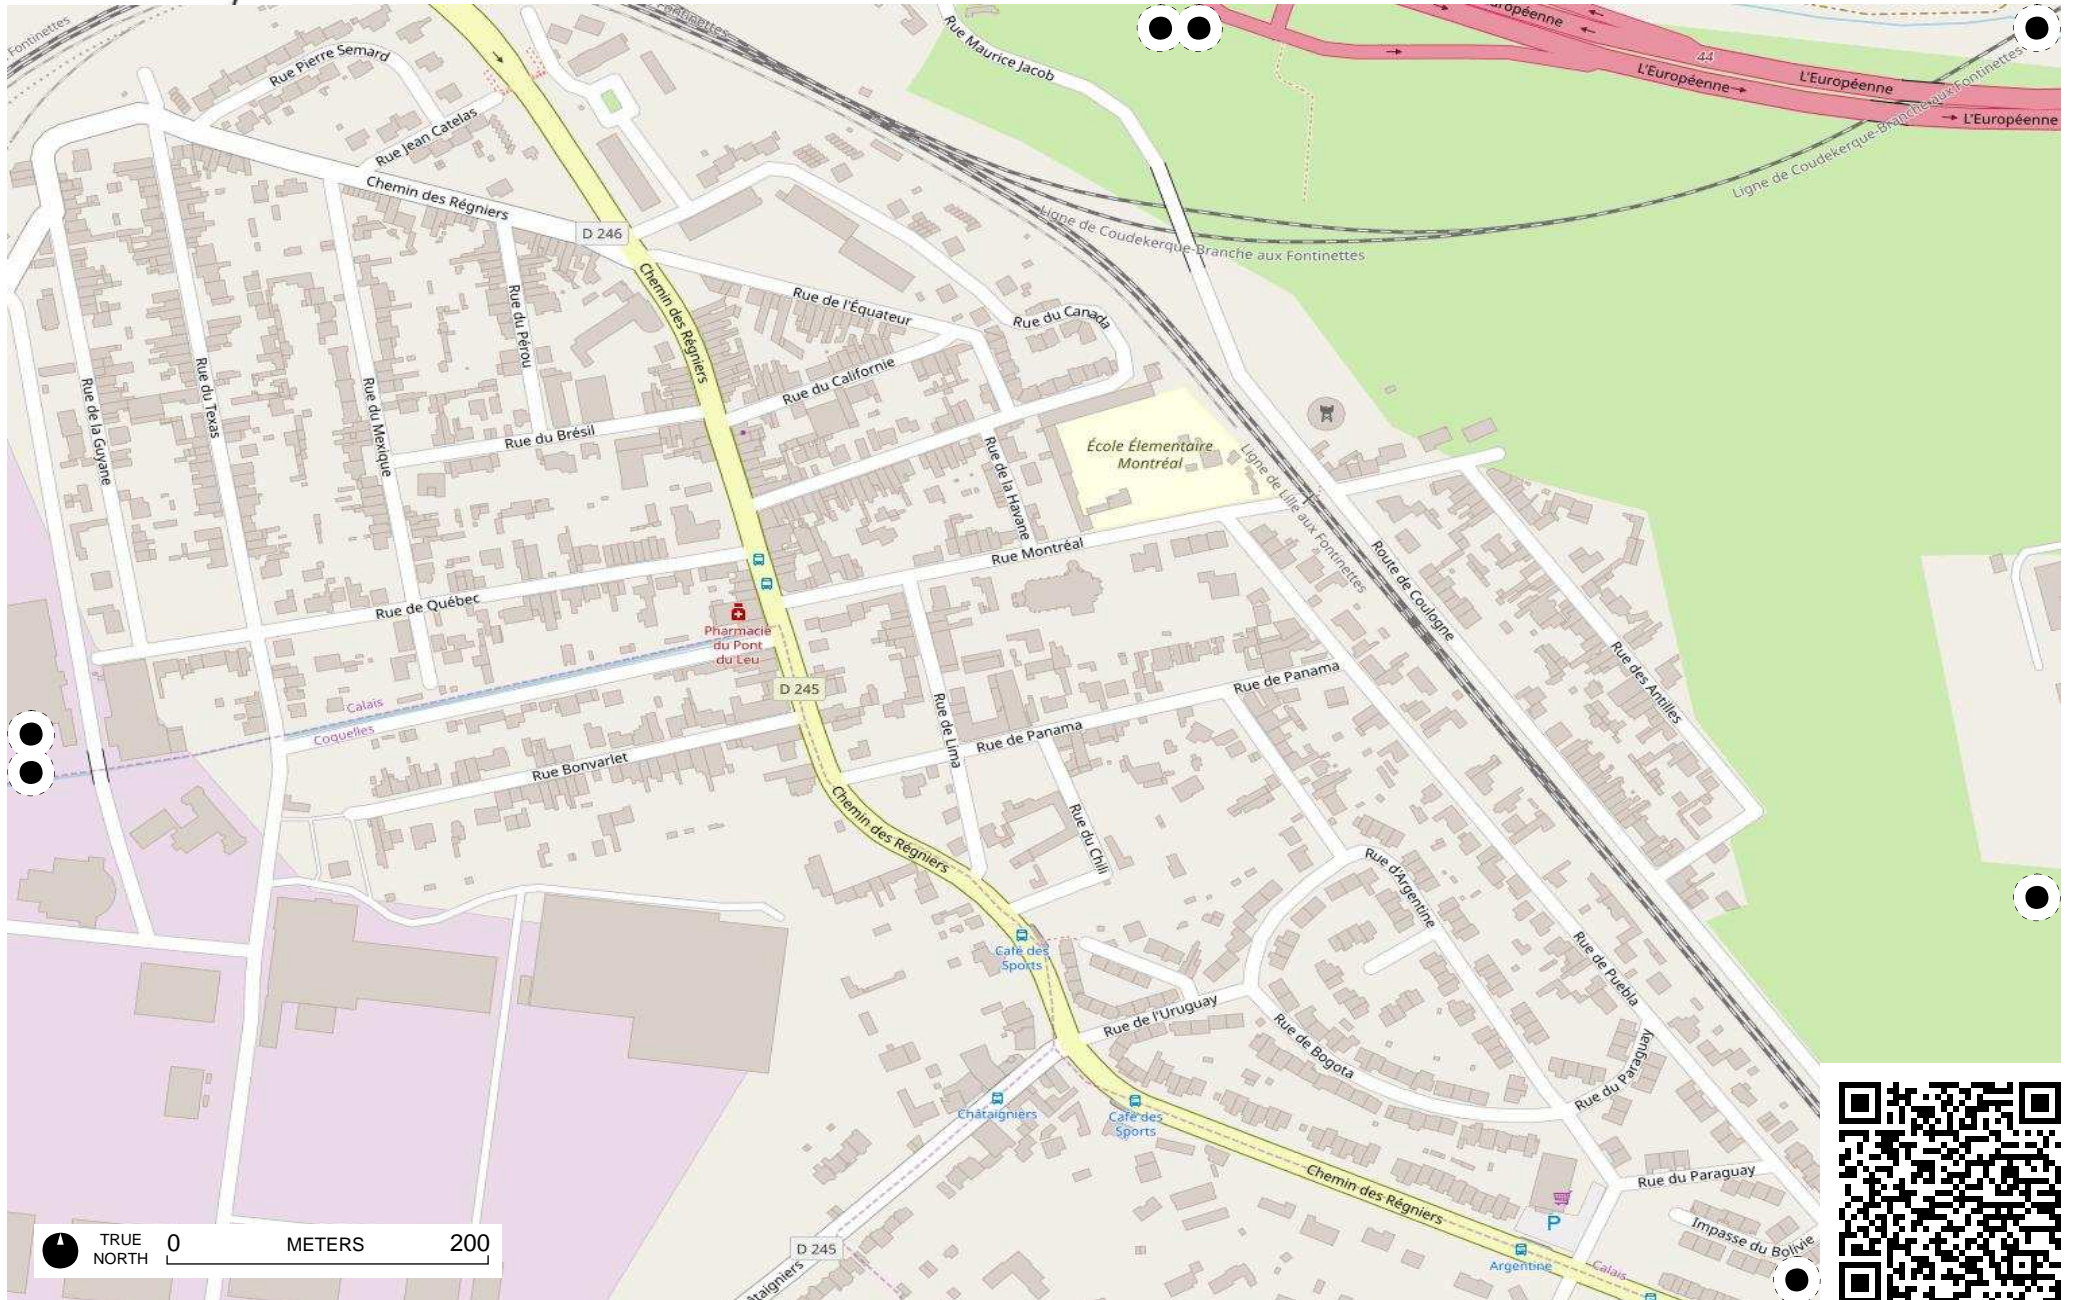 Fontinettes
Fontinettes
Rue Pierre Semard
Rue Maurice Jacob
uropéenne
44
L'Européenne
L'Européenne
L'Européenne
Ligne de Coudekerque-Branche aux Fontinettes
Rue Jean Catelas
Chemin des Régniers
D 246
Ligne de Coudekerque-Branche aux Fontinettes
Chemin des Régniers
Rue de l'Équateur
Rue du Canada
Rue du Pérou
Rue du Texas
Rue de la Guyane
Rue du Mexique
Rue du Californie
Rue du Brésil
Rue de la Havane
École Élementaire
Montréal
Ligne de Lille aux Fontinettes
Rue Montréal
Route de Coulogne
Rue de Québec
Pharmacie
du Pont
du Leu
D 245
Rue des Antilles
Calais
Coquelles
Rue de Lima
Rue de Panama
Rue de Panama
Rue Bonvarlet
Chemin des Régniers
Rue du Chili
Rue d'Argentine
Café des
Sports
Rue de Puebla
Rue de l'Uruguay
Rue de Bogota
Rue du Paraguay
Châtaigniers
Café des
Sports
Chemin des Régniers
Rue du Paraguay
P
Impasse du Bolivie
D 245
Argentine
Calais
ataigniers
TRUE
NORTH
0 METERS 200